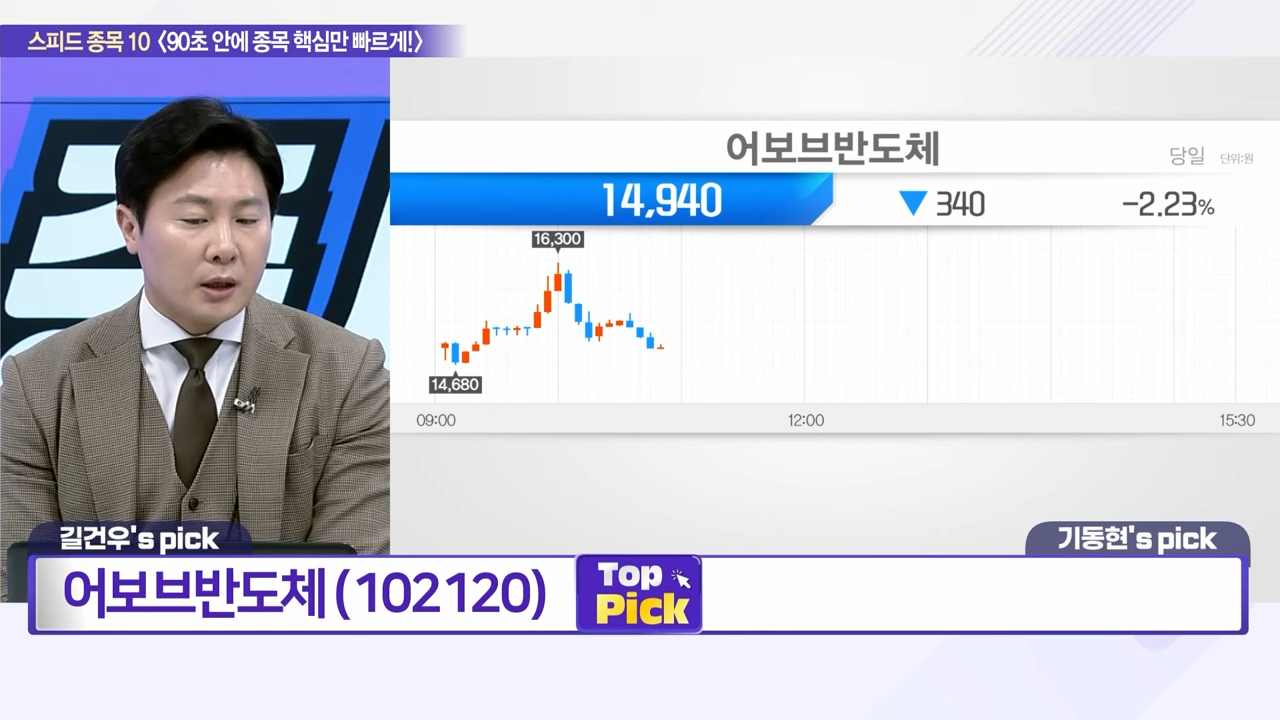 스피드 종목 10 <90초 안에 종목 핵심만 빠르게!>
어보브반도체
당일 단위:원
14,940 ▼ 340 -2.23%
16,300
14,680
09:00 12:00 15:30
길건우's pick
기동현's pick
어보브반도체 (102120)
Top
Pick